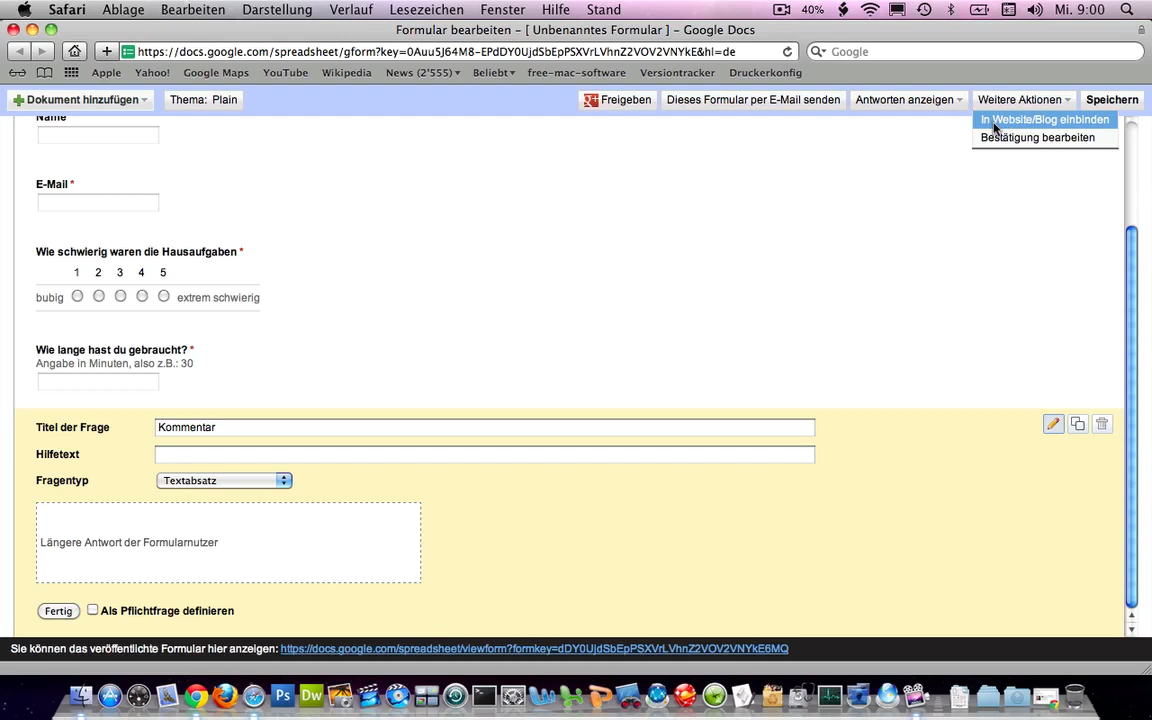 Safari Ablage Bearbeiten Darstellung Verlauf Lesezeichen Fenster Hilfe Stand 40% Mi. 9:00
Formular bearbeiten – [ Unbenanntes Formular ] – Google Docs
https://docs.google.com/spreadsheet/gform?key=0Auu5J64M8-EPdDY0UjdSbEpPSXVrLVhnZ2VOV2VNYkE&hl=de Google
Apple Yahoo! Google Maps YouTube Wikipedia News (2'555) Beliebt free-mac-software Versiontracker Druckerkonfig
Dokument hinzufügen Thema: Plain Freigeben Dieses Formular per E-Mail senden Antworten anzeigen Weitere Aktionen Speichern
In Website/Blog einbinden
Bestätigung bearbeiten
Name
E-Mail *
Wie schwierig waren die Hausaufgaben *
1 2 3 4 5
bubig extrem schwierig
Wie lange hast du gebraucht? *
Angabe in Minuten, also z.B.: 30
Titel der Frage Kommentar
Hilfetext
Fragentyp Textabsatz
Längere Antwort der Formularnutzer
Fertig Als Pflichtfrage definieren
Sie können das veröffentlichte Formular hier anzeigen: https://docs.google.com/spreadsheet/viewform?formkey=dDY0UjdSbEpPSXVrLVhnZ2VOV2VNYkE6MQ
Ps Dw